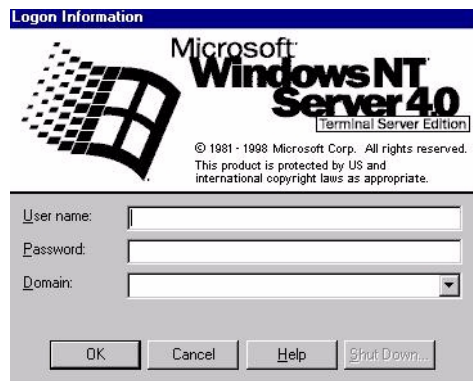 Logon Information
Microsoft
Windows NT
Server 4.0
Terminal Server Edition
© 1981 - 1998 Microsoft Corp. All rights reserved.
This product is protected by US and
international copyright laws as appropriate.
User name:
Password:
Domain:
OK Cancel Help Shut Down...